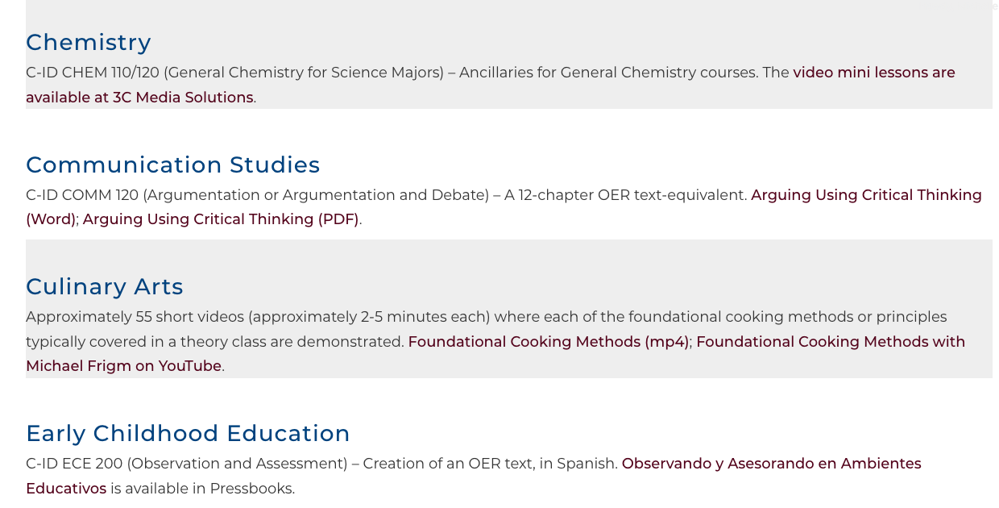 Chemistry
C-ID CHEM 110/120 (General Chemistry for Science Majors) – Ancillaries for General Chemistry courses. The video mini lessons are
available at 3C Media Solutions.
Communication Studies
C-ID COMM 120 (Argumentation or Argumentation and Debate) – A 12-chapter OER text-equivalent. Arguing Using Critical Thinking
(Word); Arguing Using Critical Thinking (PDF).
Culinary Arts
Approximately 55 short videos (approximately 2-5 minutes each) where each of the foundational cooking methods or principles
typically covered in a theory class are demonstrated. Foundational Cooking Methods (mp4); Foundational Cooking Methods with
Michael Frigm on YouTube.
Early Childhood Education
C-ID ECE 200 (Observation and Assessment) – Creation of an OER text, in Spanish. Observando y Asesorando en Ambientes
Educativos is available in Pressbooks.